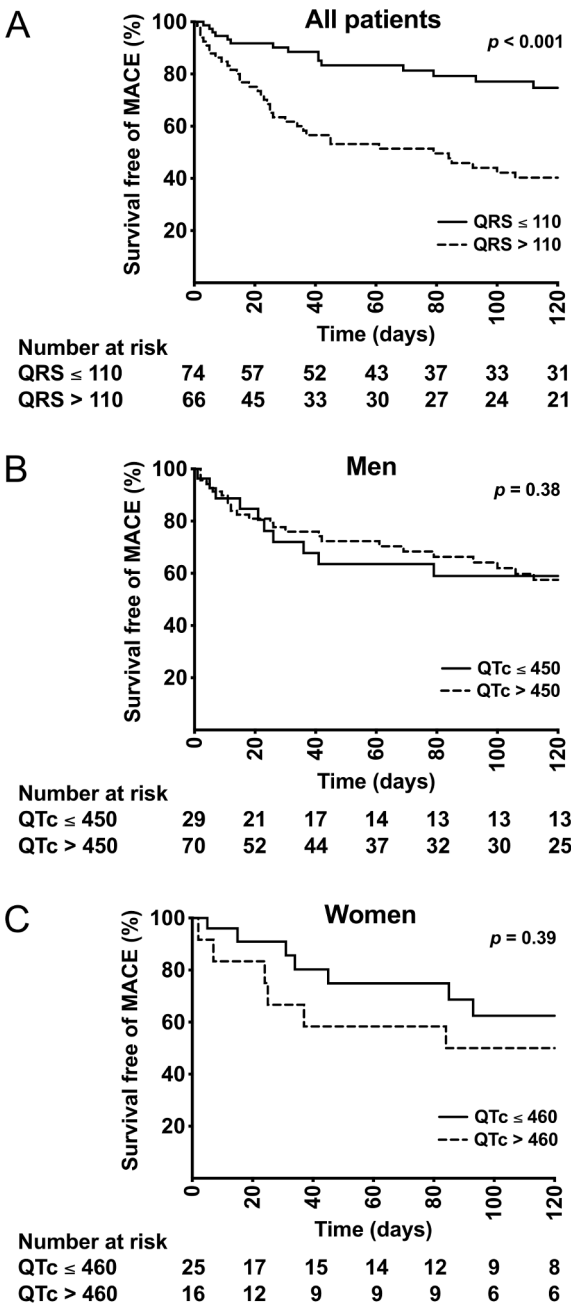 A
All patients
p < 0.001
Survival free of MACE (%)
100
80
60
40
20
QRS ≤ 110
QRS > 110
0 20 40 60 80 100 120
Time (days)
Number at risk
QRS ≤ 110 74 57 52 43 37 33 31
QRS > 110 66 45 33 30 27 24 21
B
Men
p = 0.38
Survival free of MACE (%)
100
80
60
40
20
QTc ≤ 450
QTc > 450
0 20 40 60 80 100 120
Time (days)
Number at risk
QTc ≤ 450 29 21 17 14 13 13 13
QTc > 450 70 52 44 37 32 30 25
C
Women
p = 0.39
Survival free of MACE (%)
100
80
60
40
20
QTc ≤ 460
QTc > 460
0 20 40 60 80 100 120
Time (days)
Number at risk
QTc ≤ 460 25 17 15 14 12 9 8
QTc > 460 16 12 9 9 9 6 6